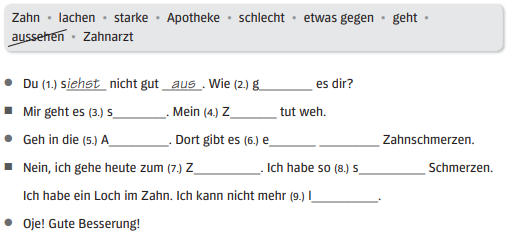 Zahn • lachen • starke • Apotheke • schlecht • etwas gegen • geht •
aussehen • Zahnarzt
● Du (1.) siehst nicht gut aus. Wie (2.) g________ es dir?
■ Mir geht es (3.) s________. Mein (4.) Z_______ tut weh.
● Geh in die (5.) A_________. Dort gibt es (6.) e_______ _________ Zahnschmerzen.
■ Nein, ich gehe heute zum (7.) Z__________. Ich habe so (8.) s__________ Schmerzen.
Ich habe ein Loch im Zahn. Ich kann nicht mehr (9.) l__________.
● Oje! Gute Besserung!